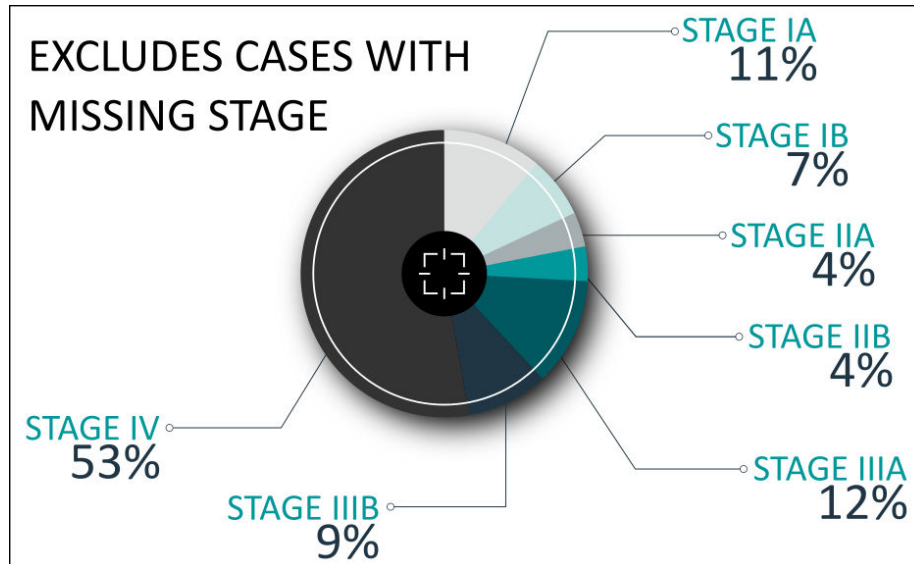 EXCLUDES CASES WITH
MISSING STAGE
STAGE IA
11%
STAGE IB
7%
STAGE IIA
4%
STAGE IIB
4%
STAGE IIIA
12%
STAGE IIIB
9%
STAGE IV
53%